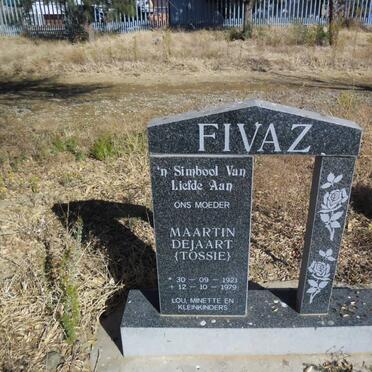 FIVAZ
'n Simbool Van
Liefde Aan
ONS MOEDER
MAARTIN
DEJAART
{TOSSIE}
* 30 - 09 - 1921
+ 12 - 10 - 1979
LOU, MINETTE EN
KLEINKINDERS